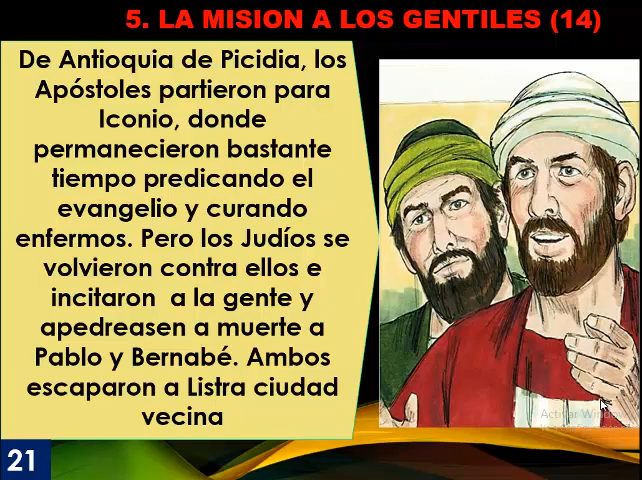 5. LA MISION A LOS GENTILES (14)
De Antioquia de Picidia, los
Apóstoles partieron para
Iconio, donde
permanecieron bastante
tiempo predicando el
evangelio y curando
enfermos. Pero los Judíos se
volvieron contra ellos e
incitaron a la gente y
apedreasen a muerte a
Pablo y Bernabé. Ambos
escaparon a Listra ciudad
vecina
Activar Windows
21